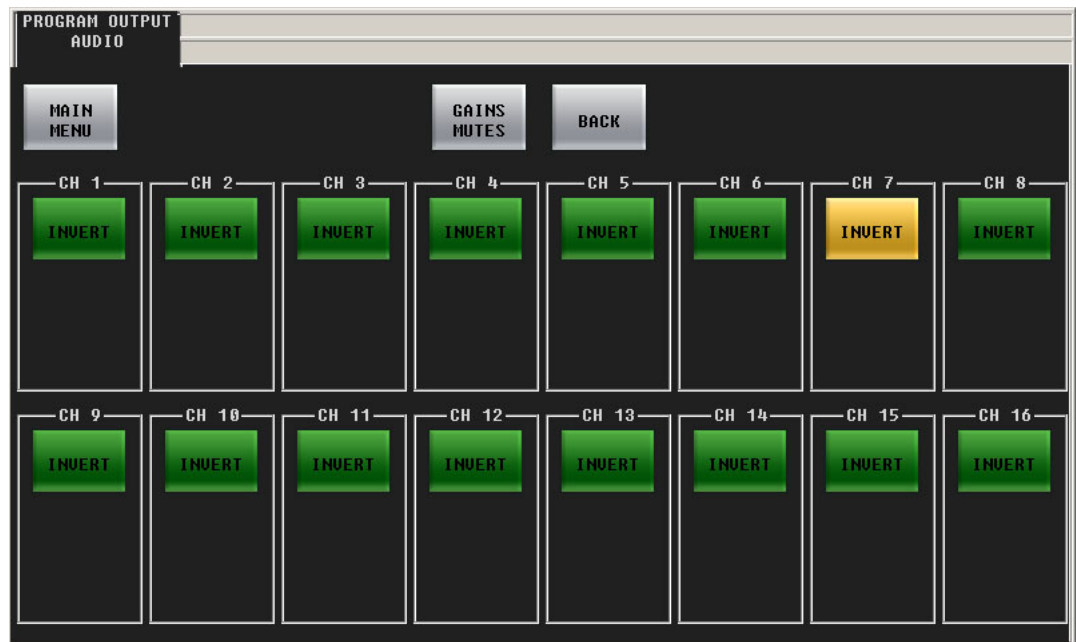 PROGRAM OUTPUT
AUDIO
MAIN
MENU
GAINS
MUTES
BACK
CH 1
CH 2
CH 3
CH 4
CH 5
CH 6
CH 7
CH 8
INVERT
INVERT
INVERT
INVERT
INVERT
INVERT
INVERT
INVERT
CH 9
CH 10
CH 11
CH 12
CH 13
CH 14
CH 15
CH 16
INVERT
INVERT
INVERT
INVERT
INVERT
INVERT
INVERT
INVERT